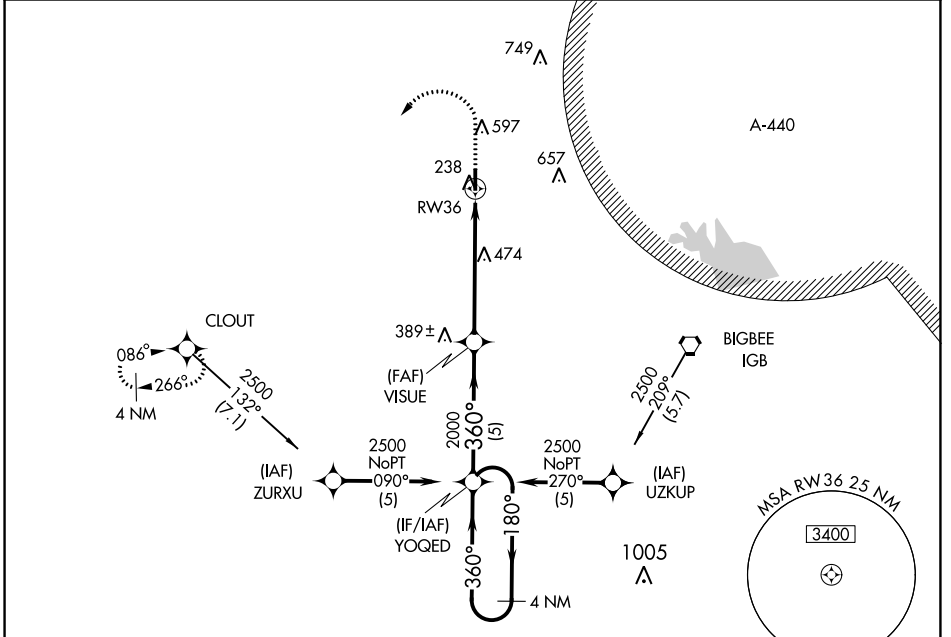 749
A-440
597
657
238
RW36
474
CLOUT
389±
BIGBEE
IGB
086°
266°
4 NM
2500
132°
(7.1)
(FAF)
VISUE
2500
209°
(5.7)
2000
360°
(5)
(IAF)
ZURXU
2500
NoPT
090°
(5)
2500
NoPT
270°
(5)
(IAF)
UZKUP
(IF/IAF)
YOQED
180°
360°
4 NM
1005
MSA RW36 25 NM
3400